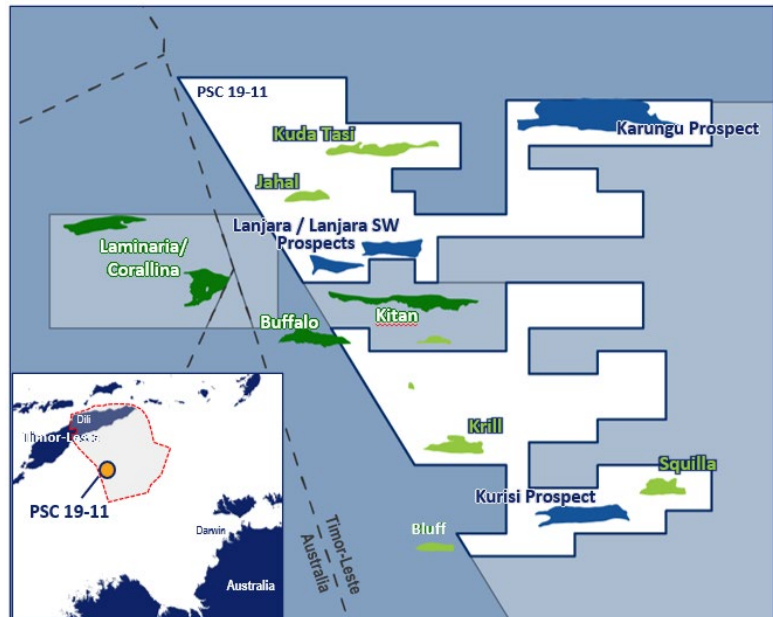 PSC 19-11
Kuda Tasi
Karungu Prospect
Jahal
Lanjara / Lanjara SW
Prospects
Laminaria/
Corallina
Buffalo
Kitan
Krill
Squilla
Kurisi Prospect
Bluff
Timor-Leste
Australia
Dili
Timor-Leste
PSC 19-11
Darwin
Australia